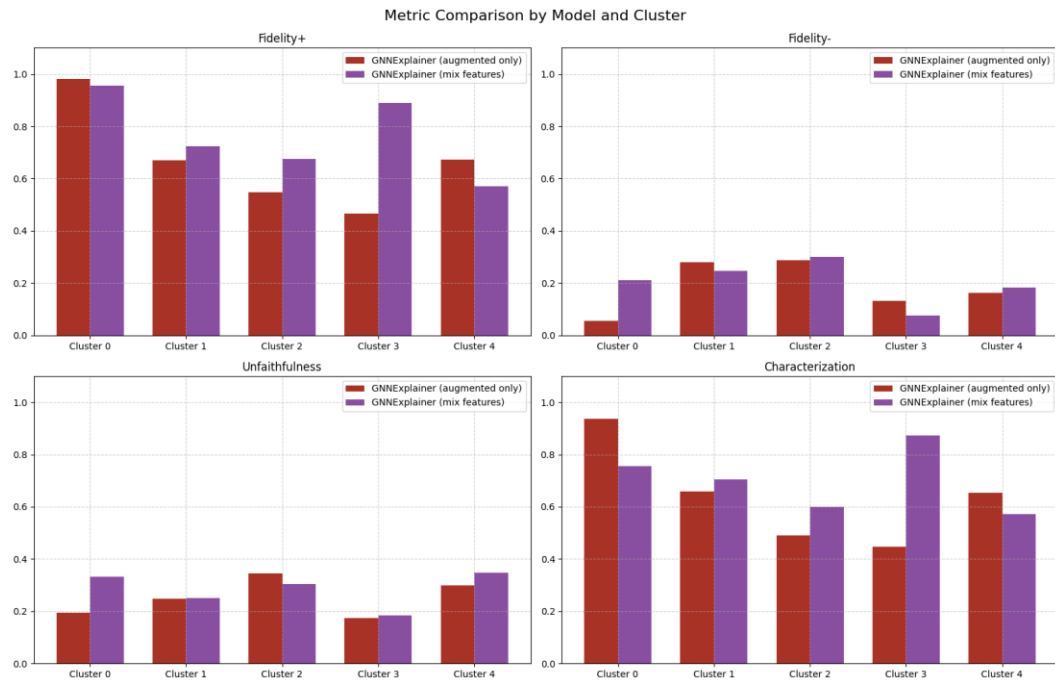 Metric Comparison by Model and Cluster
Fidelity+
GNNExplainer (augmented only)
GNNExplainer (mix features)
1.0
0.8
0.6
0.4
0.2
0.0
Cluster 0 Cluster 1 Cluster 2 Cluster 3 Cluster 4
Fidelity-
GNNExplainer (augmented only)
GNNExplainer (mix features)
1.0
0.8
0.6
0.4
0.2
0.0
Cluster 0 Cluster 1 Cluster 2 Cluster 3 Cluster 4
Unfaithfulness
GNNExplainer (augmented only)
GNNExplainer (mix features)
1.0
0.8
0.6
0.4
0.2
0.0
Cluster 0 Cluster 1 Cluster 2 Cluster 3 Cluster 4
Characterization
GNNExplainer (augmented only)
GNNExplainer (mix features)
1.0
0.8
0.6
0.4
0.2
0.0
Cluster 0 Cluster 1 Cluster 2 Cluster 3 Cluster 4